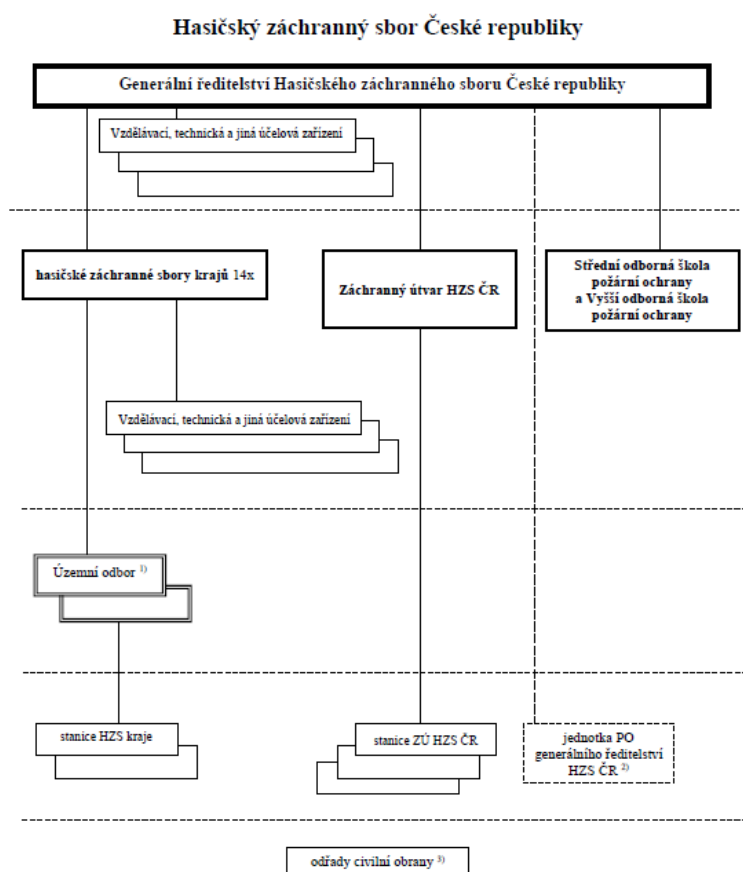 Hasičský záchranný sbor České republiky
Generální ředitelství Hasičského záchranného sboru České republiky
Vzdělávací, technická a jiná účelová zařízení
hasičské záchranné sbory krajů 14x
Záchranný útvar HZS ČR
Střední odborná škola
požární ochrany
a Vyšší odborná škola
požární ochrany
Vzdělávací, technická a jiná účelová zařízení
Územní odbor 1)
stanice HZS kraje
stanice ZÚ HZS ČR
jednotka PO
generálního ředitelství
HZS ČR 2)
odřady civilní obrany 3)